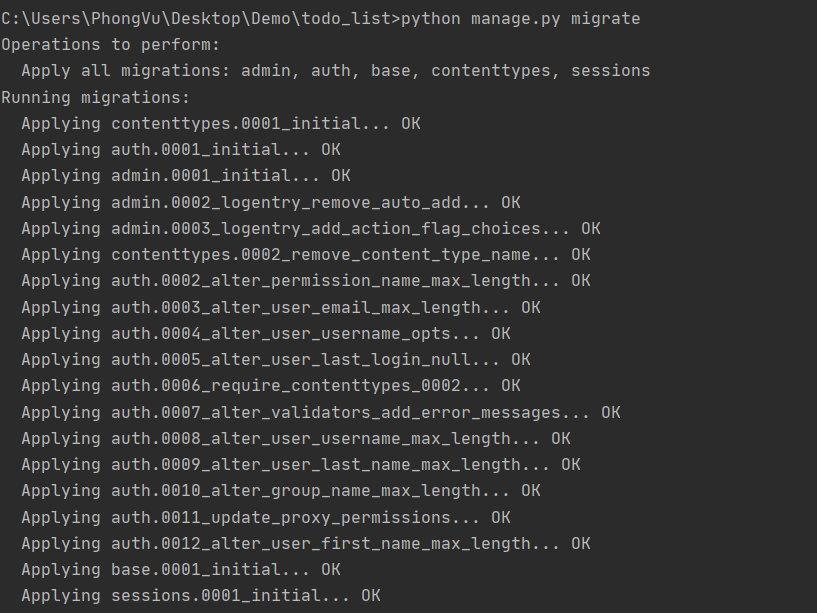 C:\Users\PhongVu\Desktop\Demo\todo_list>python manage.py migrate
Operations to perform:
  Apply all migrations: admin, auth, base, contenttypes, sessions
Running migrations:
  Applying contenttypes.0001_initial... OK
  Applying auth.0001_initial... OK
  Applying admin.0001_initial... OK
  Applying admin.0002_logentry_remove_auto_add... OK
  Applying admin.0003_logentry_add_action_flag_choices... OK
  Applying contenttypes.0002_remove_content_type_name... OK
  Applying auth.0002_alter_permission_name_max_length... OK
  Applying auth.0003_alter_user_email_max_length... OK
  Applying auth.0004_alter_user_username_opts... OK
  Applying auth.0005_alter_user_last_login_null... OK
  Applying auth.0006_require_contenttypes_0002... OK
  Applying auth.0007_alter_validators_add_error_messages... OK
  Applying auth.0008_alter_user_username_max_length... OK
  Applying auth.0009_alter_user_last_name_max_length... OK
  Applying auth.0010_alter_group_name_max_length... OK
  Applying auth.0011_update_proxy_permissions... OK
  Applying auth.0012_alter_user_first_name_max_length... OK
  Applying base.0001_initial... OK
  Applying sessions.0001_initial... OK